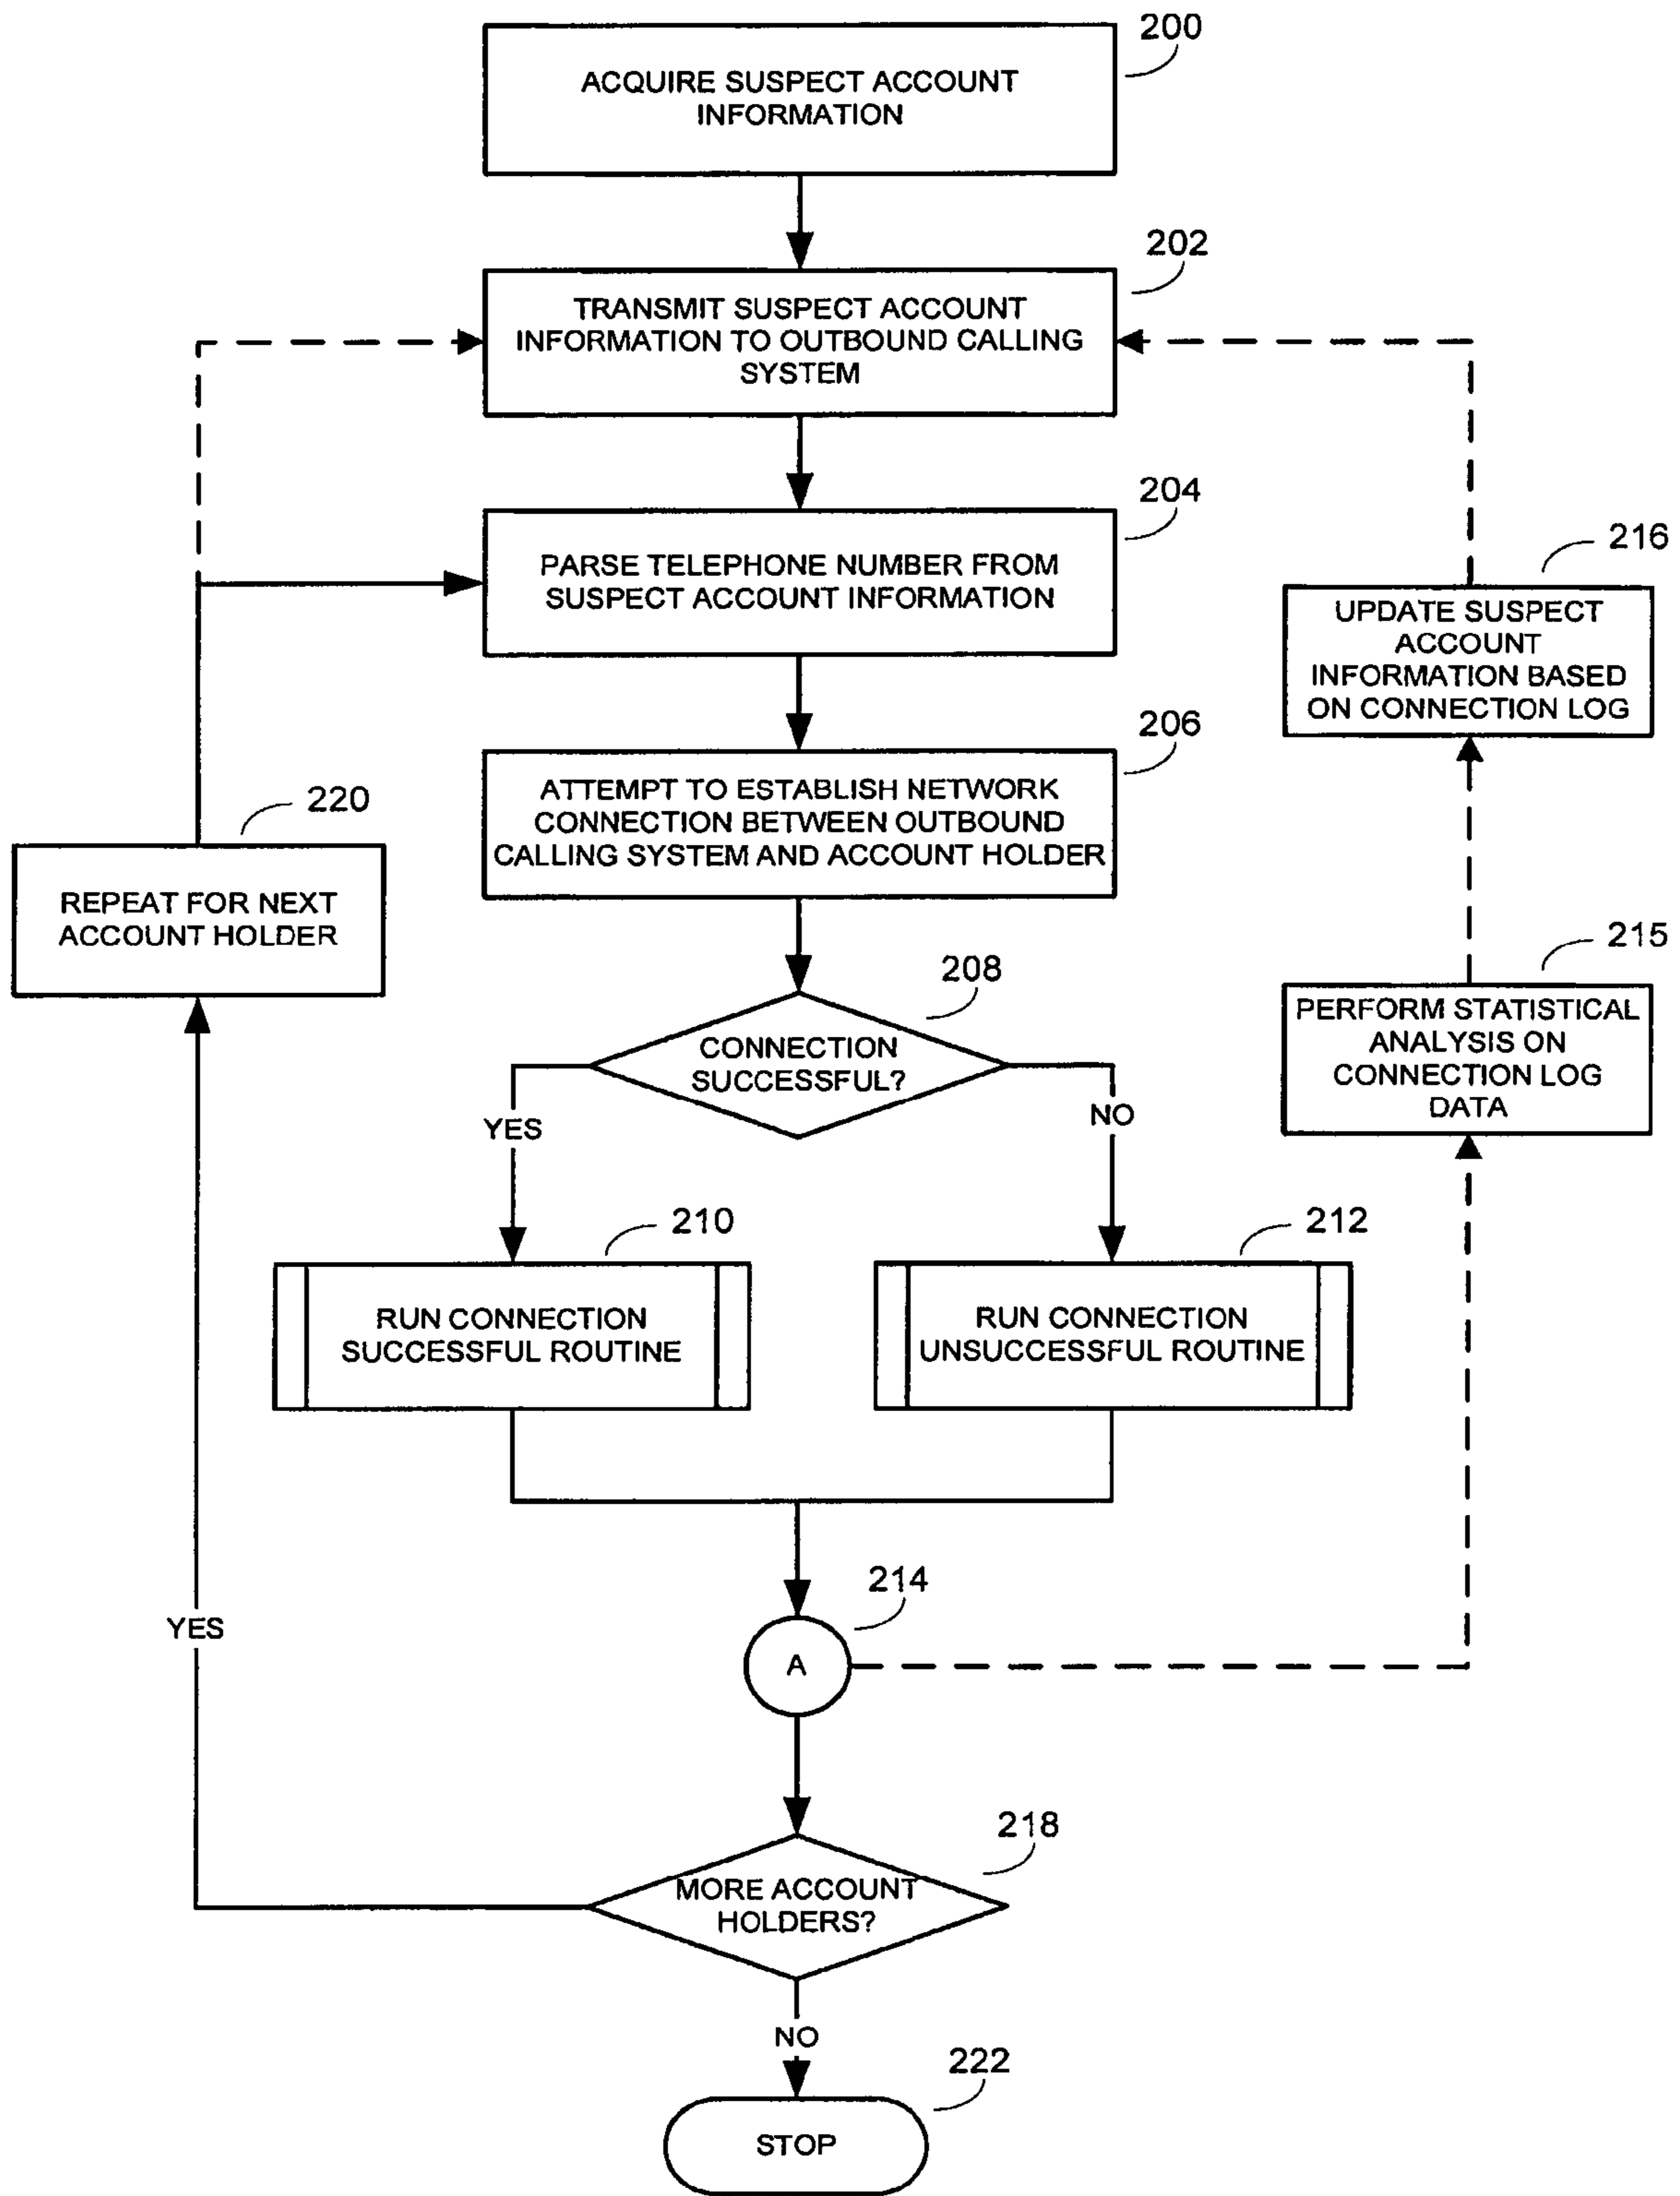 200
ACQUIRE SUSPECT ACCOUNT
INFORMATION
202
TRANSMIT SUSPECT ACCOUNT
INFORMATION TO OUTBOUND CALLING
SYSTEM
204
PARSE TELEPHONE NUMBER FROM
SUSPECT ACCOUNT INFORMATION
216
UPDATE SUSPECT
ACCOUNT
INFORMATION BASED
ON CONNECTION LOG
206
ATTEMPT TO ESTABLISH NETWORK
CONNECTION BETWEEN OUTBOUND
CALLING SYSTEM AND ACCOUNT HOLDER
220
REPEAT FOR NEXT
ACCOUNT HOLDER
215
PERFORM STATISTICAL
ANALYSIS ON
CONNECTION LOG
DATA
208
CONNECTION
SUCCESSFUL?
YES
NO
210
RUN CONNECTION
SUCCESSFUL ROUTINE
212
RUN CONNECTION
UNSUCCESSFUL ROUTINE
214
A
YES
218
MORE ACCOUNT
HOLDERS?
NO
222
STOP